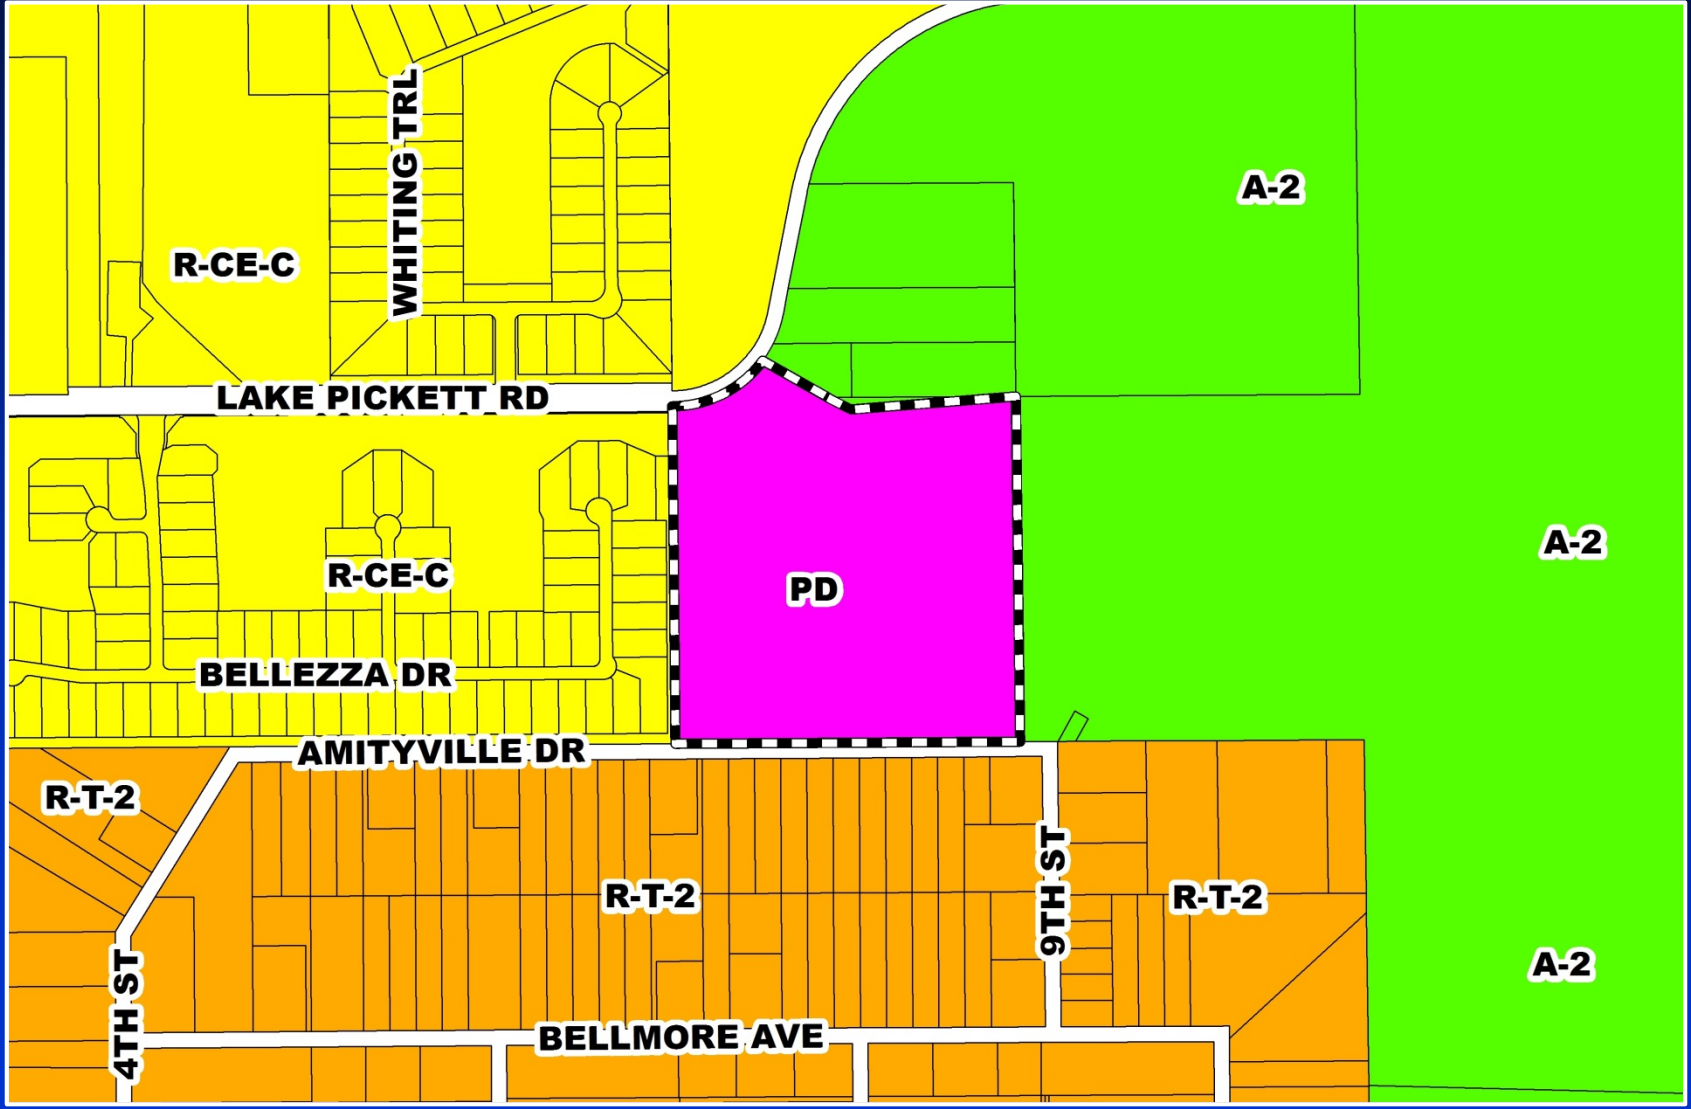 WHITING TRL
A-2
R-CE-C
LAKE PICKETT RD
A-2
R-CE-C
PD
BELLEZZA DR
AMITYVILLE DR
R-T-2
R-T-2
9TH ST
R-T-2
A-2
4TH ST
BELLMORE AVE